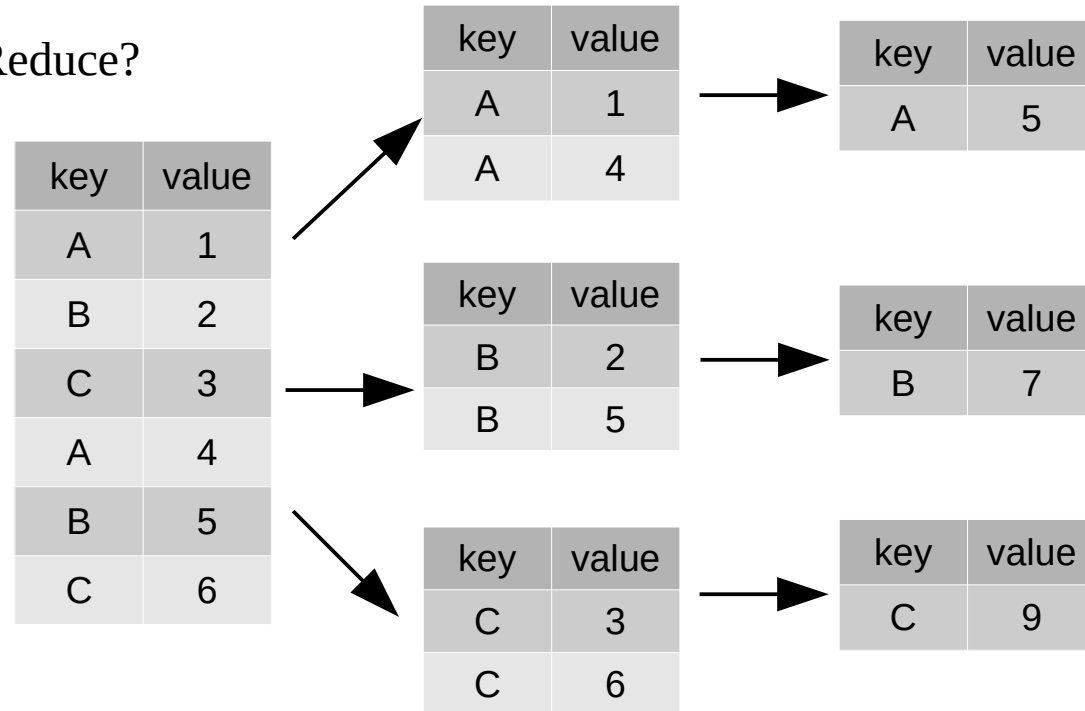 Reduce?
key value
A 1
B 2
C 3
A 4
B 5
C 6
key value
A 1
A 4
key value
B 2
B 5
key value
C 3
C 6
key value
A 5
key value
B 7
key value
C 9